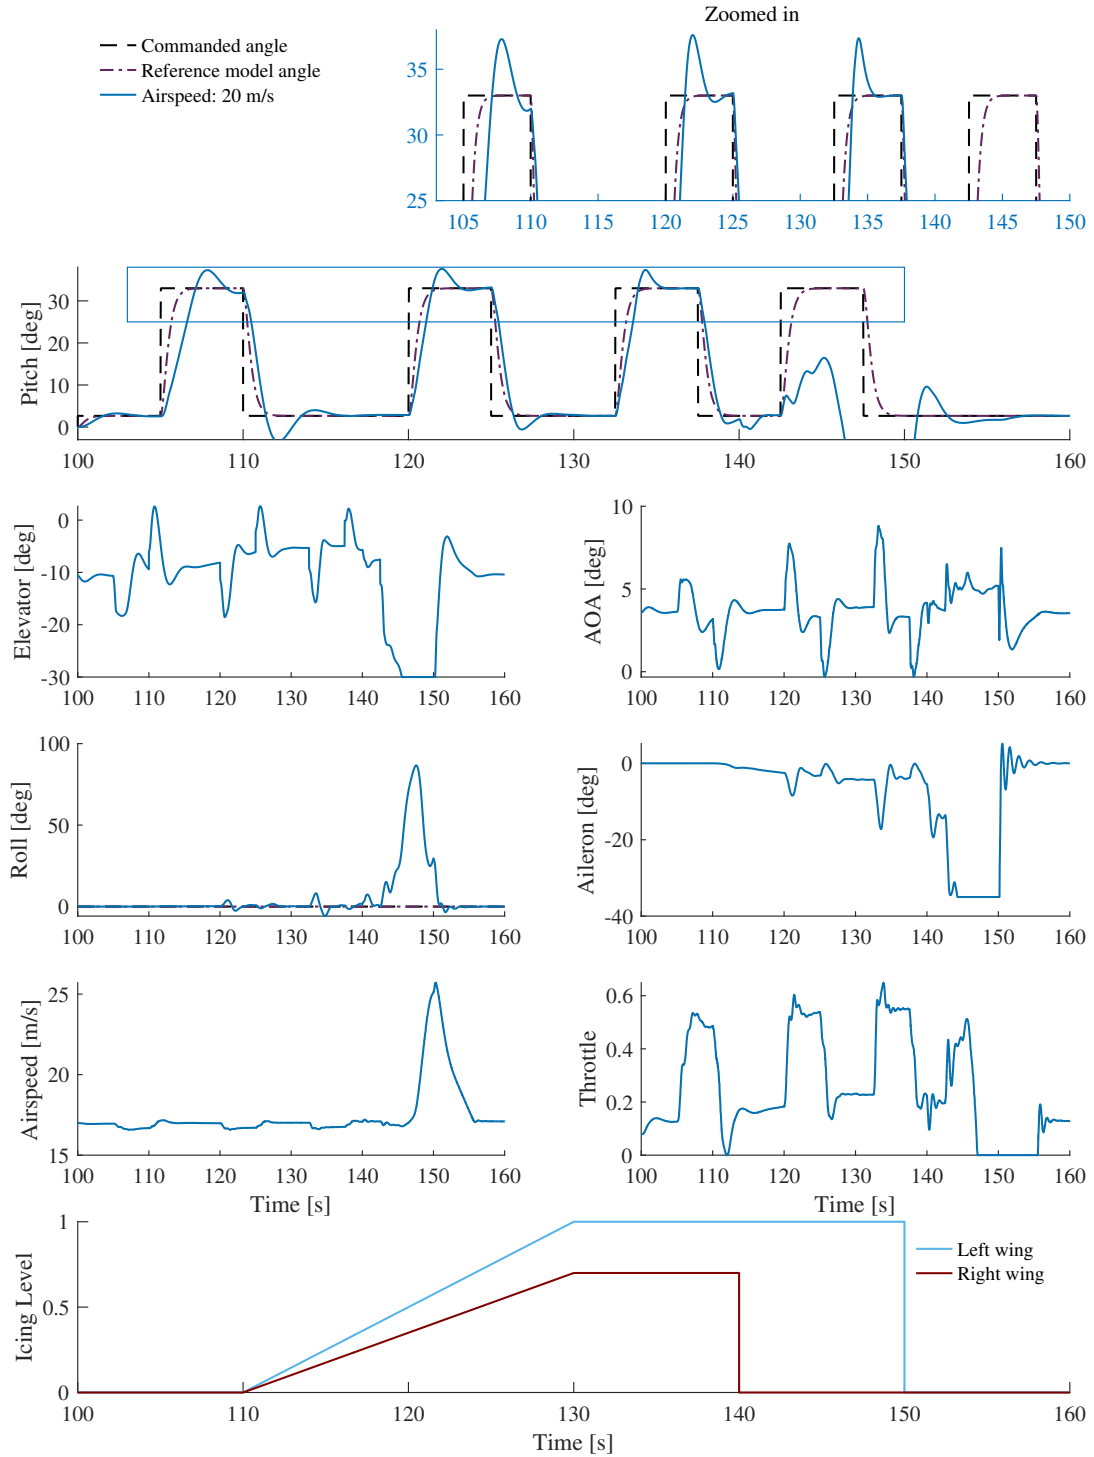 Zoomed in
Commanded angle
Reference model angle
Airspeed: 20 m/s
35
30
25
105 110 115 120 125 130 135 140 145 150
Pitch [deg]
30
20
10
0
100 110 120 130 140 150 160
Elevator [deg]
0
-10
-20
-30
100 110 120 130 140 150 160
AOA [deg]
10
5
0
100 110 120 130 140 150 160
Roll [deg]
100
50
0
100 110 120 130 140 150 160
Aileron [deg]
0
-20
-40
100 110 120 130 140 150 160
Airspeed [m/s]
25
20
15
100 110 120 130 140 150 160
Time [s]
Throttle
0.6
0.4
0.2
0
100 110 120 130 140 150 160
Time [s]
Icing Level
1
0.5
0
Left wing
Right wing
100 110 120 130 140 150 160
Time [s]